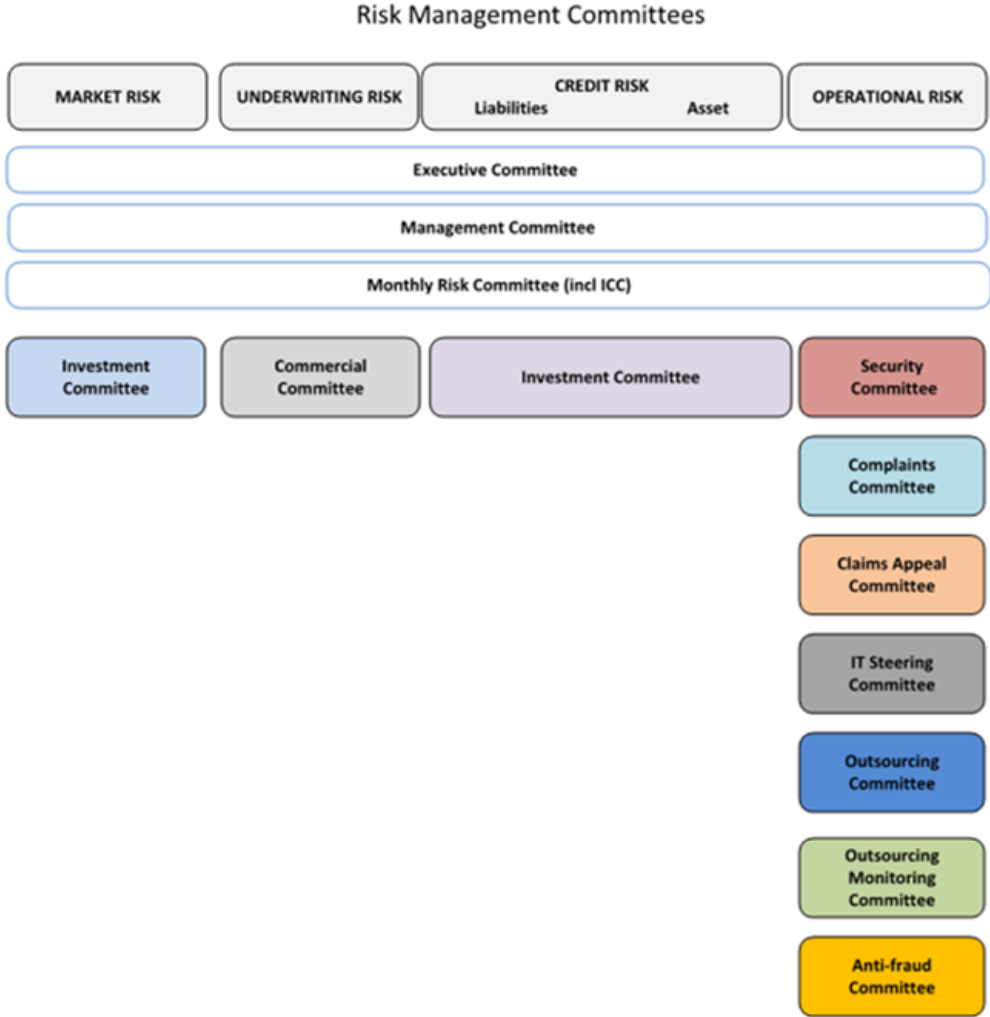 Risk Management Committees
MARKET RISK
UNDERWRITING RISK
CREDIT RISK
Liabilities Asset
OPERATIONAL RISK
Executive Committee
Management Committee
Monthly Risk Committee (incl ICC)
Investment
Committee
Commercial
Committee
Investment Committee
Security
Committee
Complaints
Committee
Claims Appeal
Committee
IT Steering
Committee
Outsourcing
Committee
Outsourcing
Monitoring
Committee
Anti-fraud
Committee